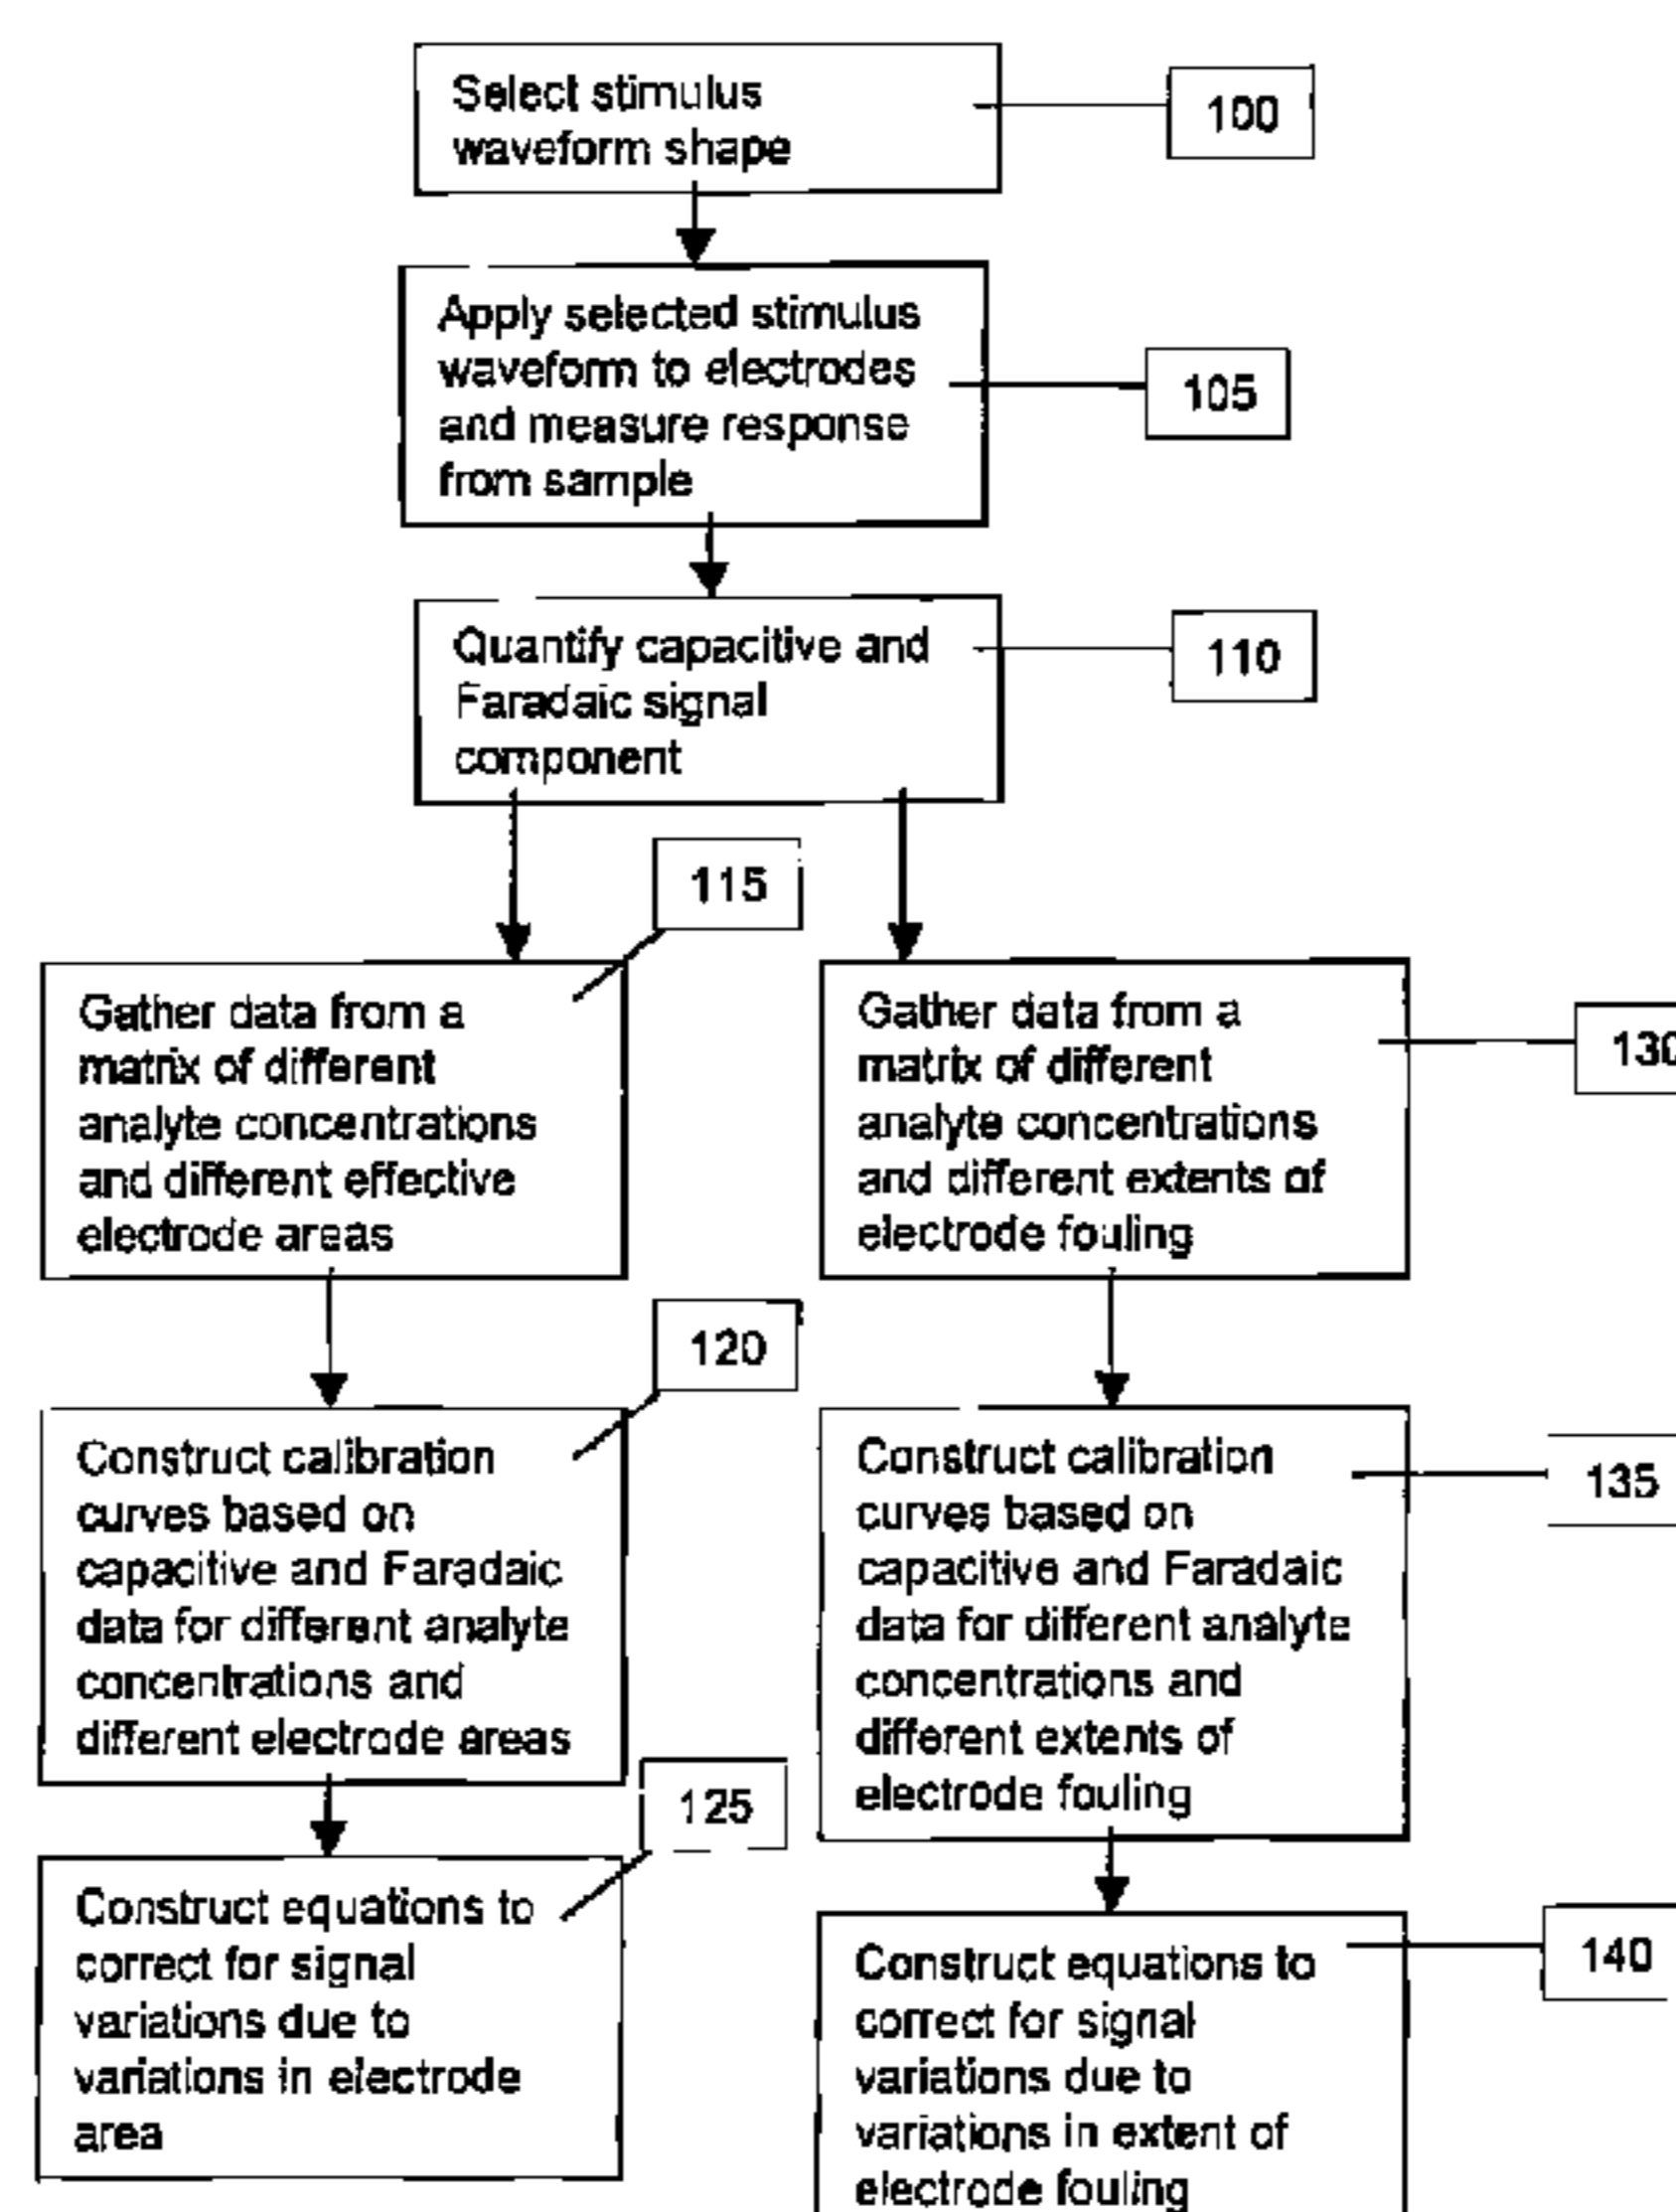 Select stimulus
waveform shape
100
Apply selected stimulus
waveform to electrodes
and measure response
from sample
105
Quantify capacitive and
Faradaic signal
component
110
115
Gather data from a
matrix of different
analyte concentrations
and different effective
electrode areas
Gather data from a
matrix of different
analyte concentrations
and different extents of
electrode fouling
130
120
Construct calibration
curves based on
capacitive and Faradaic
data for different analyte
concentrations and
different electrode areas
Construct calibration
curves based on
capacitive and Faradaic
data for different analyte
concentrations and
different extents of
electrode fouling
135
125
Construct equations to
correct for signal
variations due to
variations in electrode
area
Construct equations to
correct for signal
variations due to
variations in extent of
electrode fouling
140